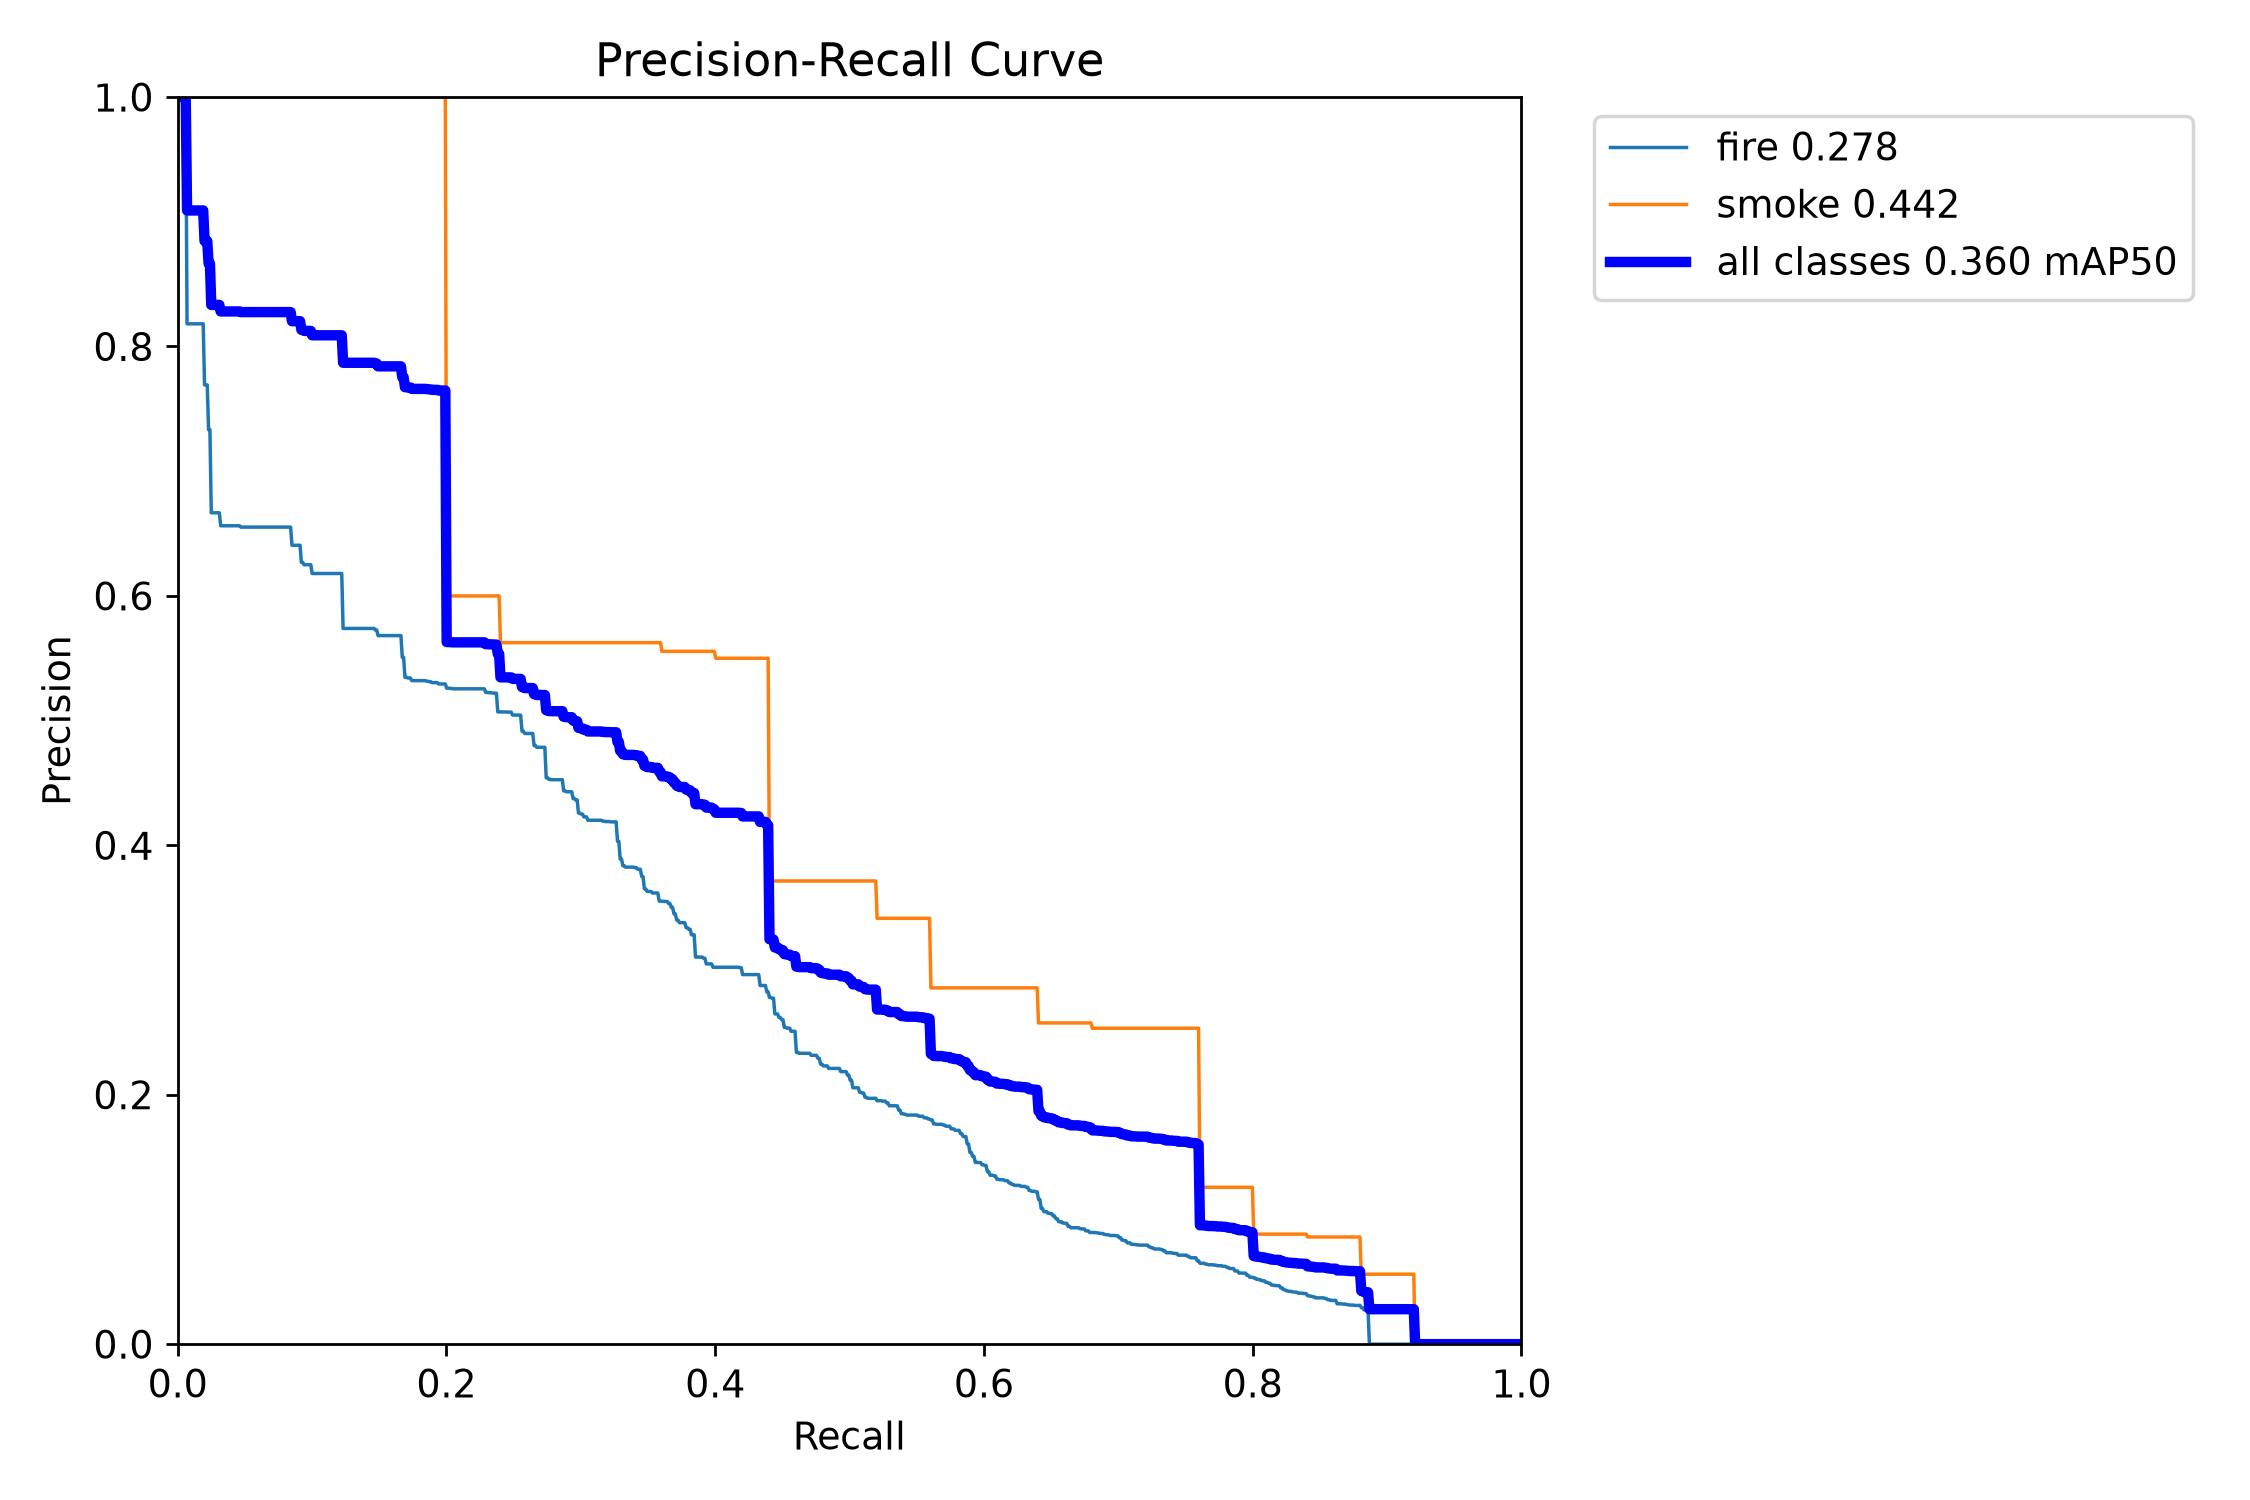 Precision-Recall Curve
1.0
0.8
0.6
0.4
0.2
0.0
Precision
0.0 0.2 0.4 0.6 0.8 1.0
Recall
fire 0.278
smoke 0.442
all classes 0.360 mAP50